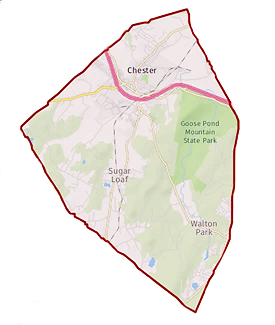 Chester
Goose Pond
Mountain
State Park
Sugar
Loaf
Walton
Park